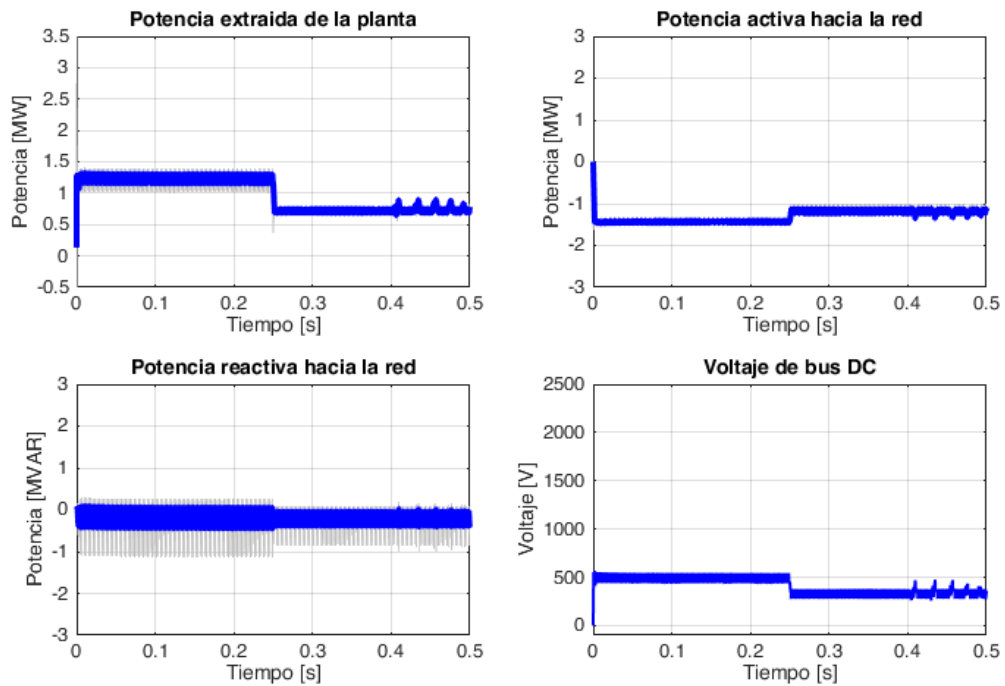 Potencia extraida de la planta
Potencia [MW]
3.5
3
2.5
2
1.5
1
0.5
0
-0.5
0 0.1 0.2 0.3 0.4 0.5
Tiempo [s]
Potencia activa hacia la red
Potencia [MW]
3
2
1
0
-1
-2
-3
0 0.1 0.2 0.3 0.4 0.5
Tiempo [s]
Potencia reactiva hacia la red
Potencia [MVAR]
3
2
1
0
-1
-2
-3
0 0.1 0.2 0.3 0.4 0.5
Tiempo [s]
Voltaje de bus DC
Voltaje [V]
2500
2000
1500
1000
500
0
0 0.1 0.2 0.3 0.4 0.5
Tiempo [s]